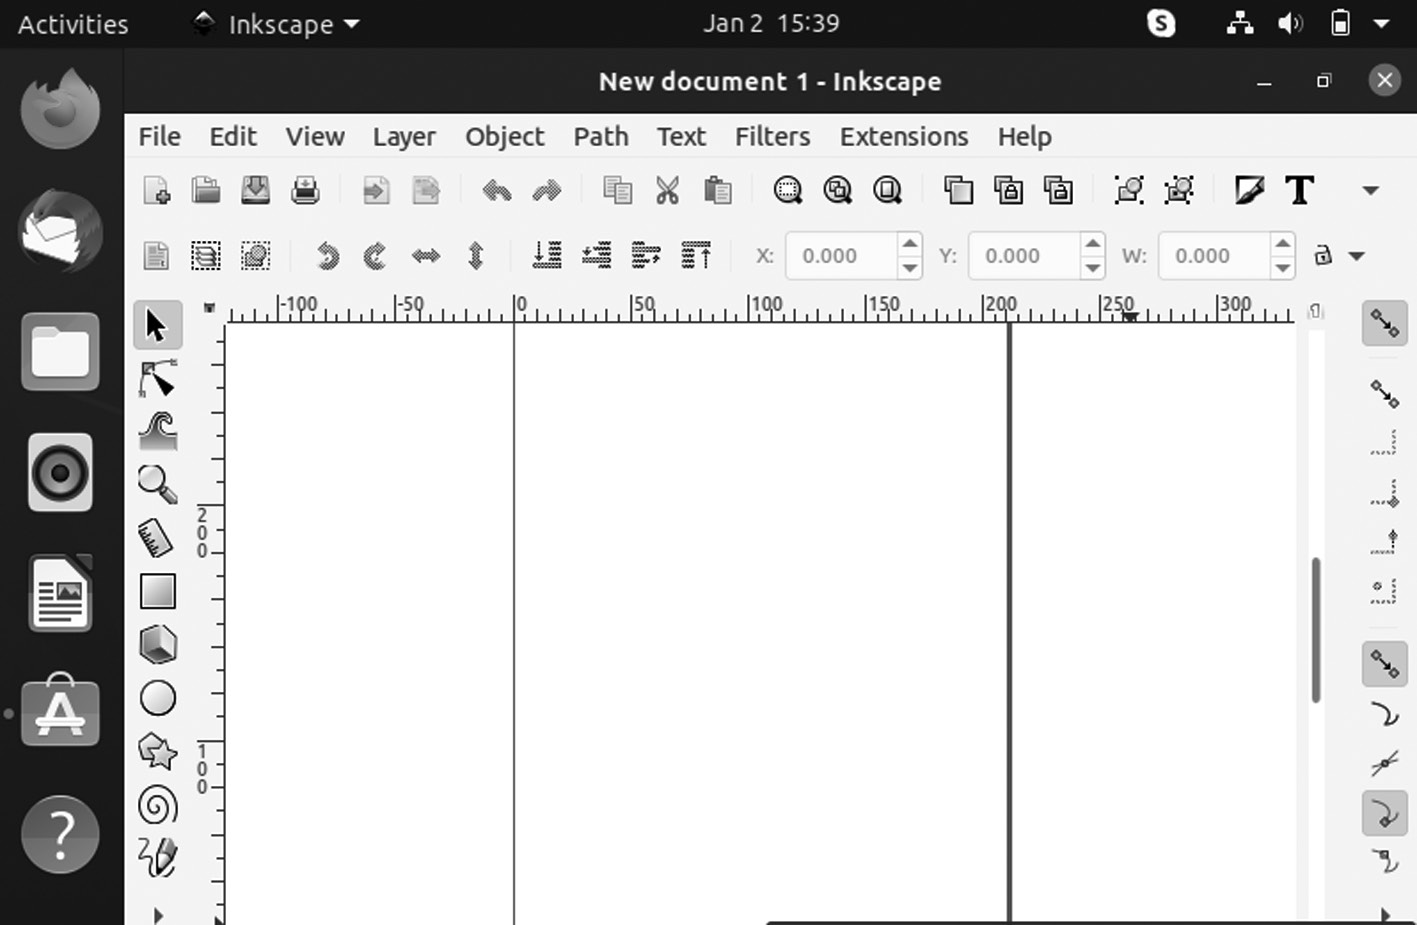 Activities Inkscape Jan 2 15:39 S
New document 1 - Inkscape
File Edit View Layer Object Path Text Filters Extensions Help
T
X: 0.000 Y: 0.000 W: 0.000
-100 -50 0 50 100 150 200 250 300
200
100
A
?